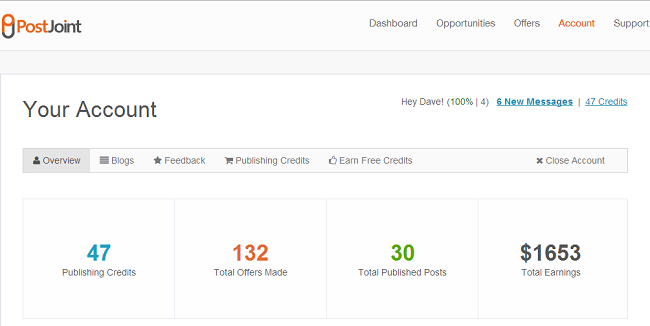 PostJoint
Dashboard Opportunities Offers Account Support
Your Account
Hey Dave! (100% | 4) 6 New Messages | 47 Credits
Overview Blogs Feedback Publishing Credits Earn Free Credits Close Account
47 132 30 $1653
Publishing Credits Total Offers Made Total Published Posts Total Earnings